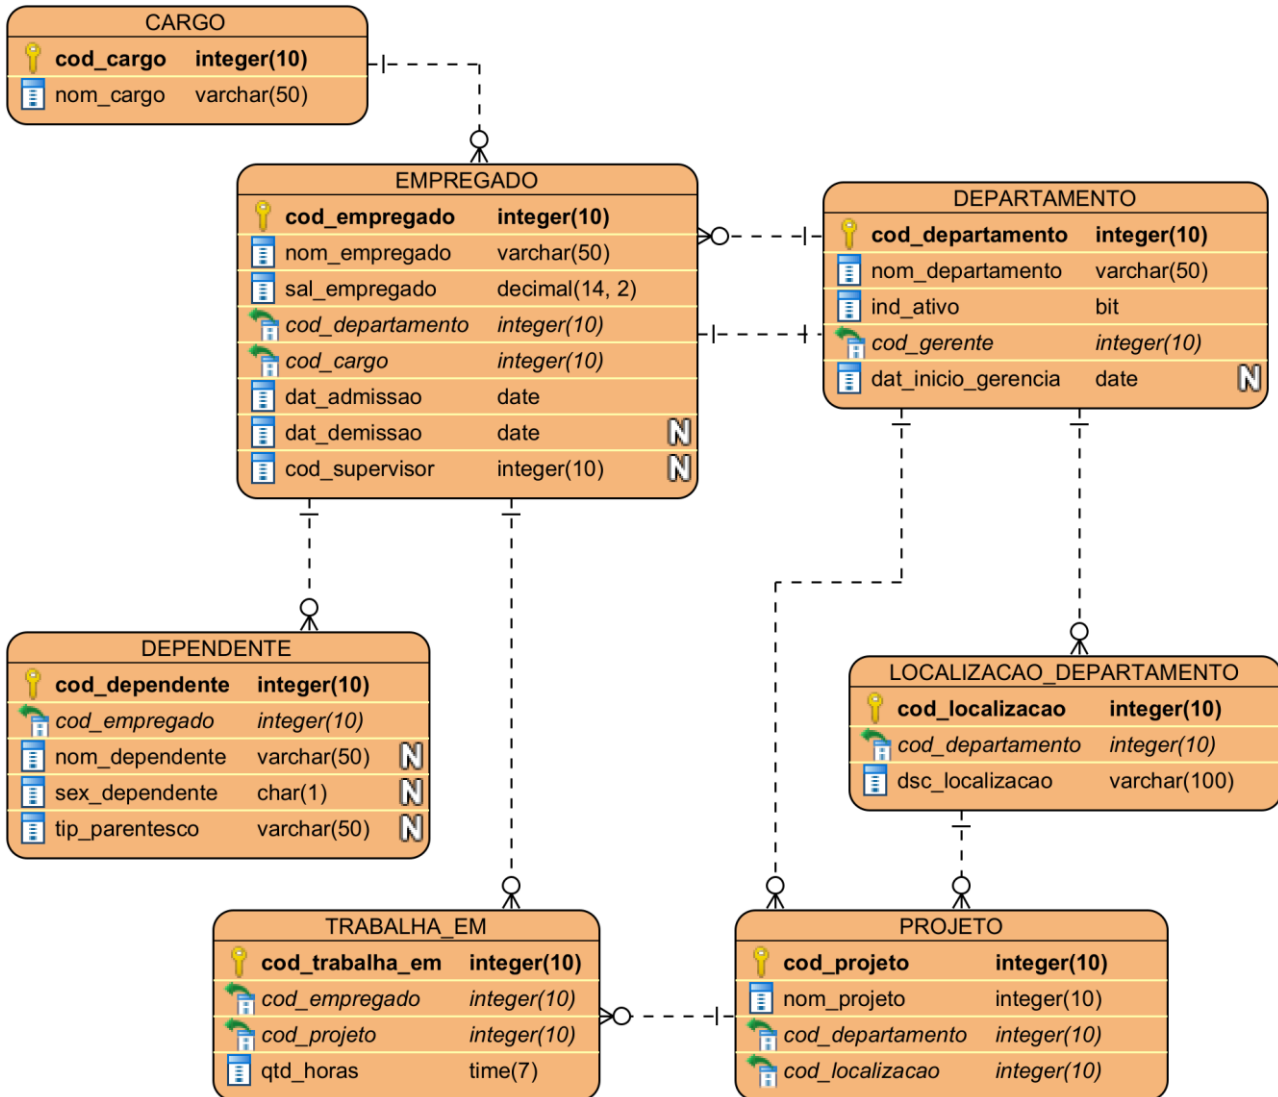 CARGO
cod_cargo integer(10)
nom_cargo varchar(50)
EMPREGADO
cod_empregado integer(10)
nom_empregado varchar(50)
sal_empregado decimal(14, 2)
cod_departamento integer(10)
cod_cargo integer(10)
dat_admissao date
dat_demissao date N
cod_supervisor integer(10) N
DEPARTAMENTO
cod_departamento integer(10)
nom_departamento varchar(50)
ind_ativo bit
cod_gerente integer(10)
dat_inicio_gerencia date N
DEPENDENTE
cod_dependente integer(10)
cod_empregado integer(10)
nom_dependente varchar(50) N
sex_dependente char(1) N
tip_parentesco varchar(50) N
LOCALIZACAO_DEPARTAMENTO
cod_localizacao integer(10)
cod_departamento integer(10)
dsc_localizacao varchar(100)
TRABALHA_EM
cod_trabalha_em integer(10)
cod_empregado integer(10)
cod_projeto integer(10)
qtd_horas time(7)
PROJETO
cod_projeto integer(10)
nom_projeto integer(10)
cod_departamento integer(10)
cod_localizacao integer(10)